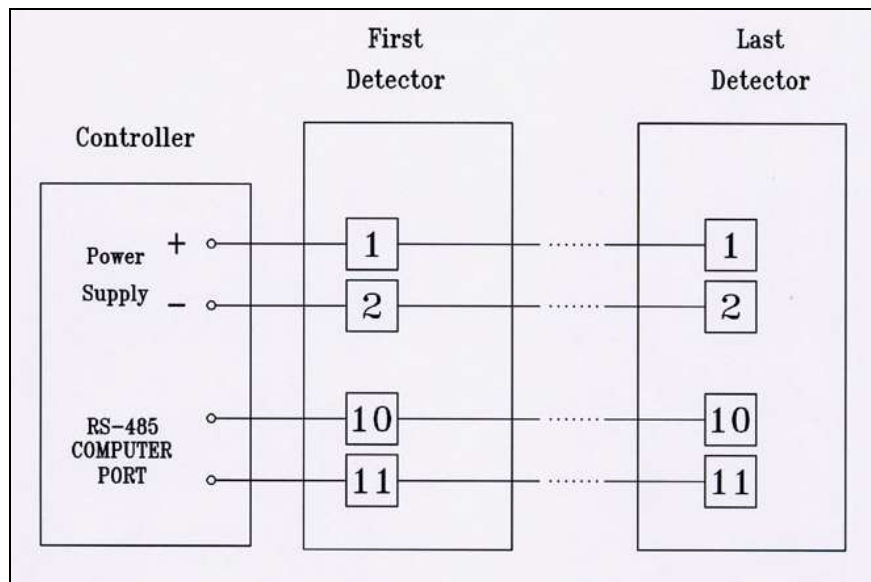 First
Detector
Last
Detector
Controller
Power
Supply
+
-
1
1
2
2
RS-485
COMPUTER
PORT
10
10
11
11